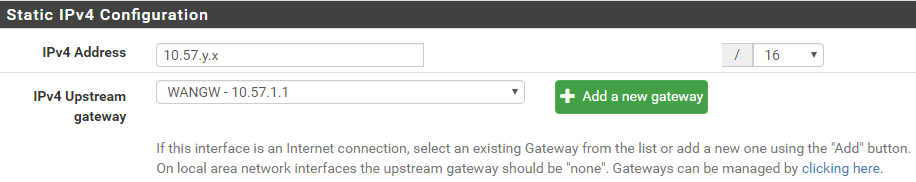 Static IPv4 Configuration
IPv4 Address 10.57.y.x / 16
IPv4 Upstream gateway WANGW - 10.57.1.1 Add a new gateway
If this interface is an Internet connection, select an existing Gateway from the list or add a new one using the "Add" button.
On local area network interfaces the upstream gateway should be "none". Gateways can be managed by clicking here.